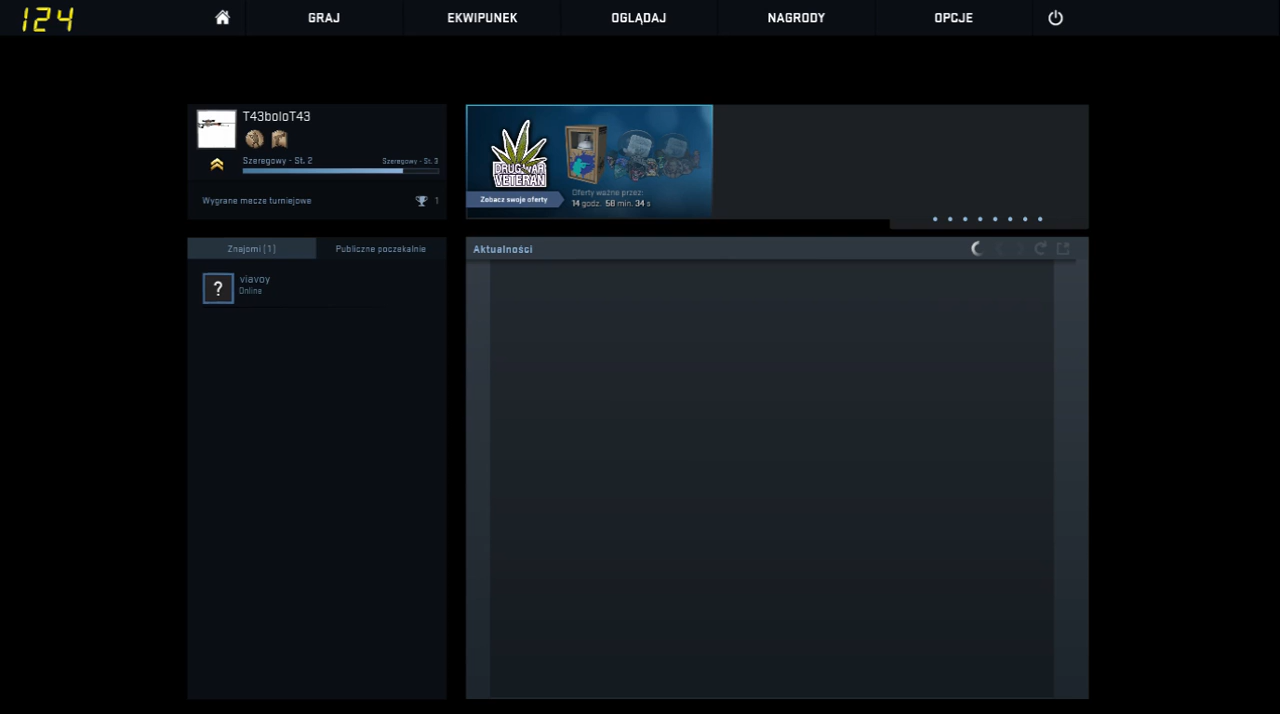 124
GRAJ
EKWIPUNEK
OGLĄDAJ
NAGRODY
OPCJE
T43boloT43
Szeregowy - St. 2
Szeregowy - St. 3
Wygrane mecze turniejowe
1
DRUG WAR
VETERAN
Zobacz swoje oferty
Oferty ważne przez:
14 godz. 58 min. 34 s
Znajomi (1)
Publiczne poczekalnie
?
viavoy
Online
Aktualności